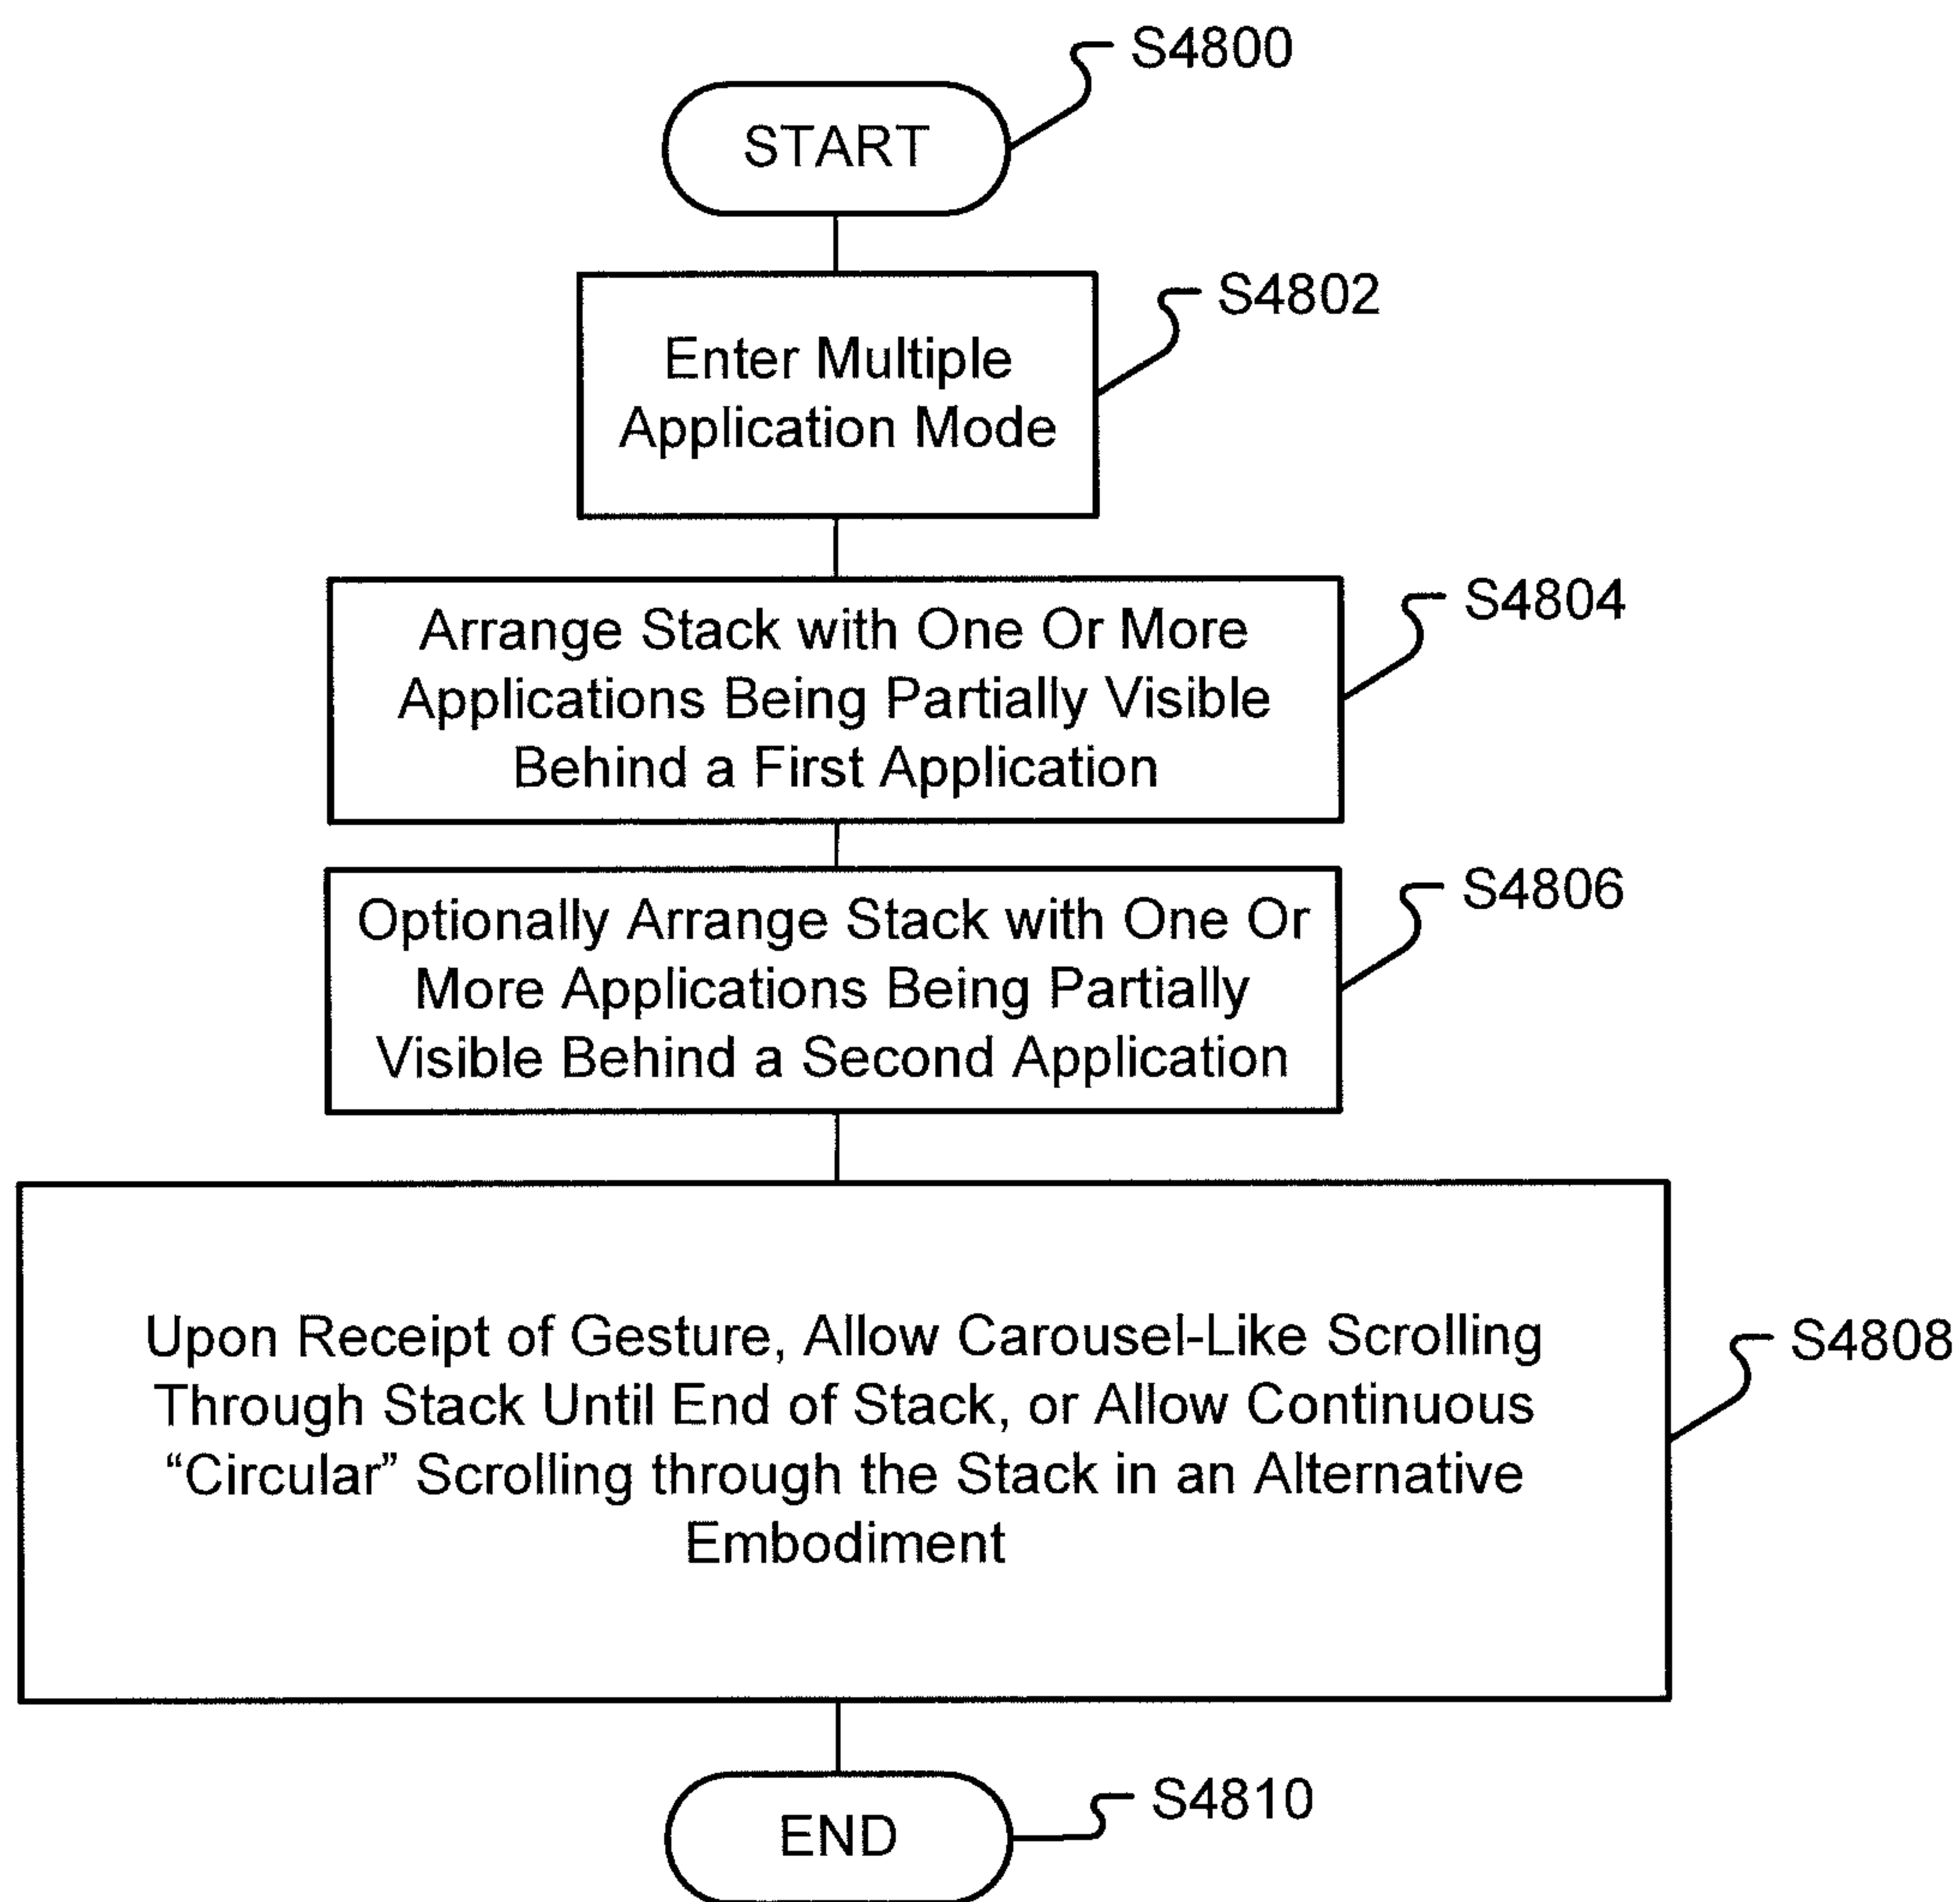 S4800
START
S4802
Enter Multiple
Application Mode
S4804
Arrange Stack with One Or More
Applications Being Partially Visible
Behind a First Application
S4806
Optionally Arrange Stack with One Or
More Applications Being Partially
Visible Behind a Second Application
S4808
Upon Receipt of Gesture, Allow Carousel-Like Scrolling
Through Stack Until End of Stack, or Allow Continuous
“Circular” Scrolling through the Stack in an Alternative
Embodiment
S4810
END